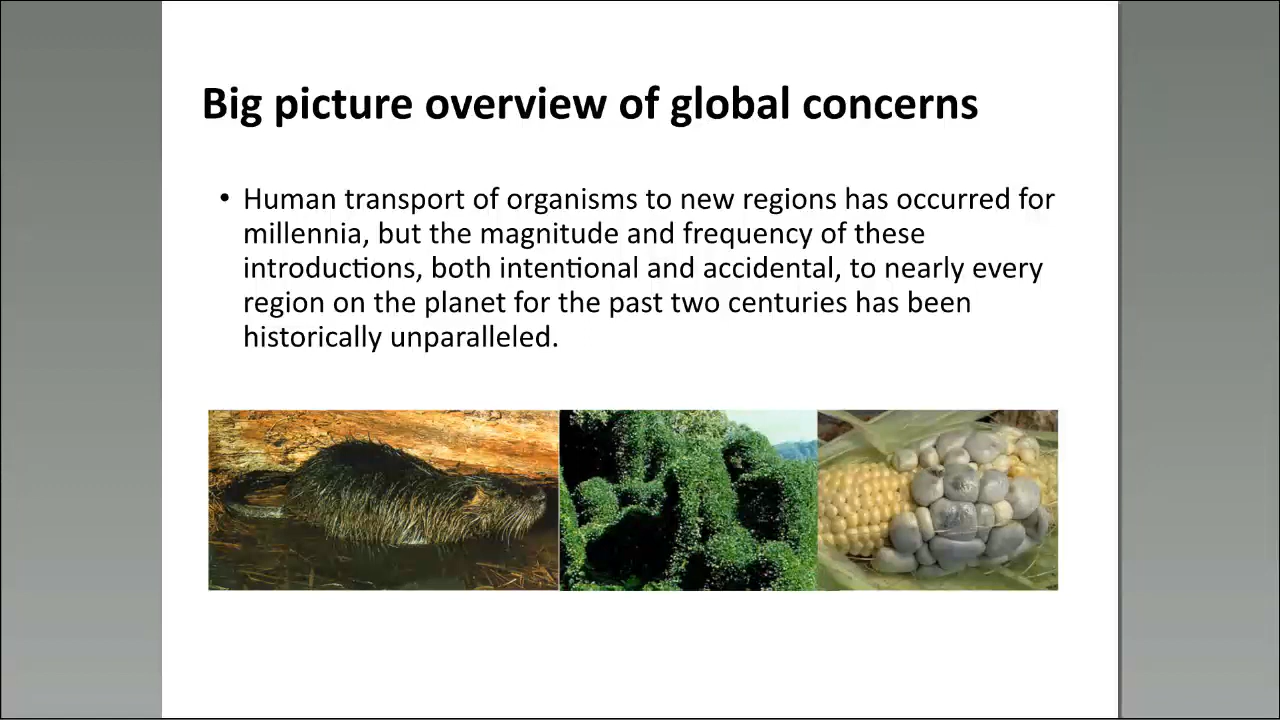 Big picture overview of global concerns
• Human transport of organisms to new regions has occurred for
millennia, but the magnitude and frequency of these
introductions, both intentional and accidental, to nearly every
region on the planet for the past two centuries has been
historically unparalleled.